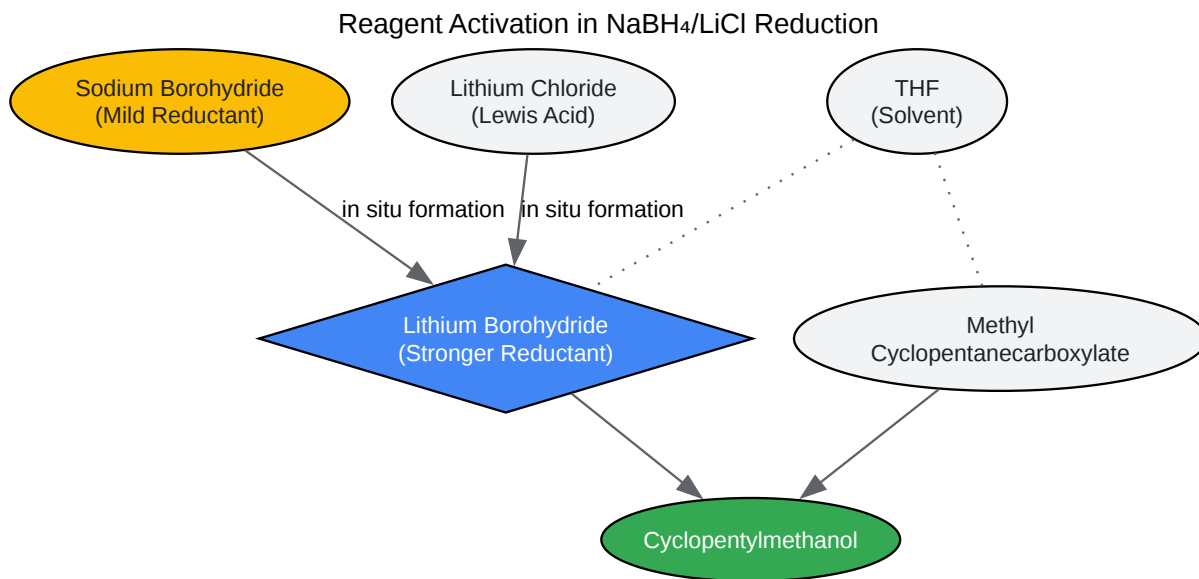 Reagent Activation in NaBH₄/LiCl Reduction
Sodium Borohydride
(Mild Reductant)
Lithium Chloride
(Lewis Acid)
THF
(Solvent)
in situ formation
in situ formation
Lithium Borohydride
(Stronger Reductant)
Methyl
Cyclopentanecarboxylate
Cyclopentylmethanol